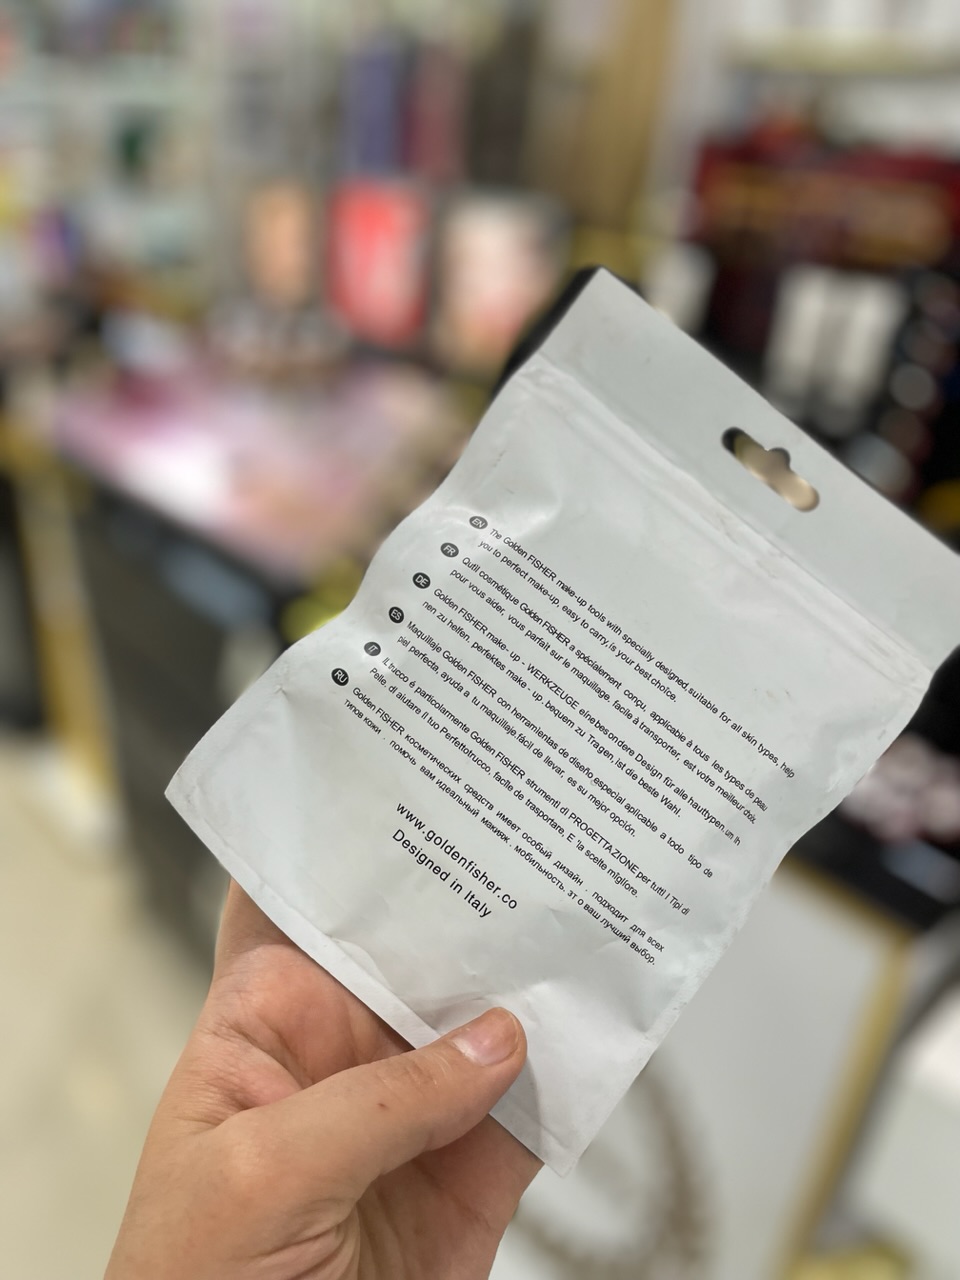 EN The Golden FISHER make-up tools with specially designed,suitable for all skin types, help
you to perfect make-up, easy to carry,is your best choice.
FR Qutil cosmétique Golden FISHER a spécialement conçu, applicable à tous les types de peau
pour vous aider, vous parfait sur le maquillage. facile à transporter, est votre meilleur choix.
DE Golden FISHER make-up - WERKZEUGE einebesondere Design für alle hauttypen, um Ih
nen zu helfen, perfektes make - up. bequem zu Tragen, ist die beste Wahl.
ES Maquillaje Golden FISHER con herramientas de diseño especial aplicable a todo tipo de
piel perfecta, ayuda a tu maquillaje.fácil de llevar, es su mejor opción.
IT IL trucco é particolarmente Golden FISHER strumenti di PROGETTAZIONE per tutti I Tipi di
Pelle, di aiutare Il tuo Perfettotrucco, facile de trasportare, E 'la scelte migliore.
RU Golden FISHER косметических средств имеет особый дизайн . подходит для всех
типов кожи . помочь вам идеальный макияж . мобильность. эт о ваш лучший выбор.
www.goldenfisher.co
Designed in Italy